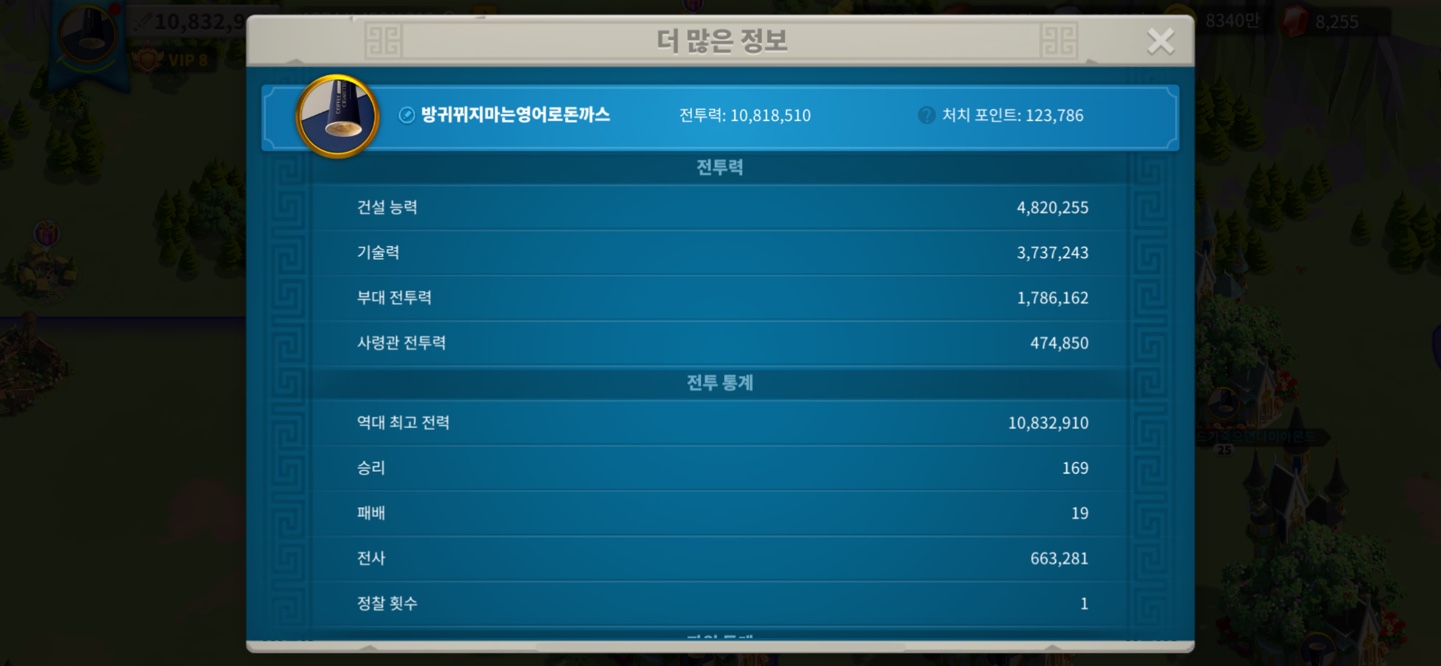 10,832,9
VIP 8
8340만
8,255
더 많은 정보
방귀뀌지마는영어로돈까스 전투력: 10,818,510 처치 포인트: 123,786
전투력
건설 능력 4,820,255
기술력 3,737,243
부대 전투력 1,786,162
사령관 전투력 474,850
전투 통계
역대 최고 전력 10,832,910
승리 169
패배 19
전사 663,281
정찰 횟수 1
25